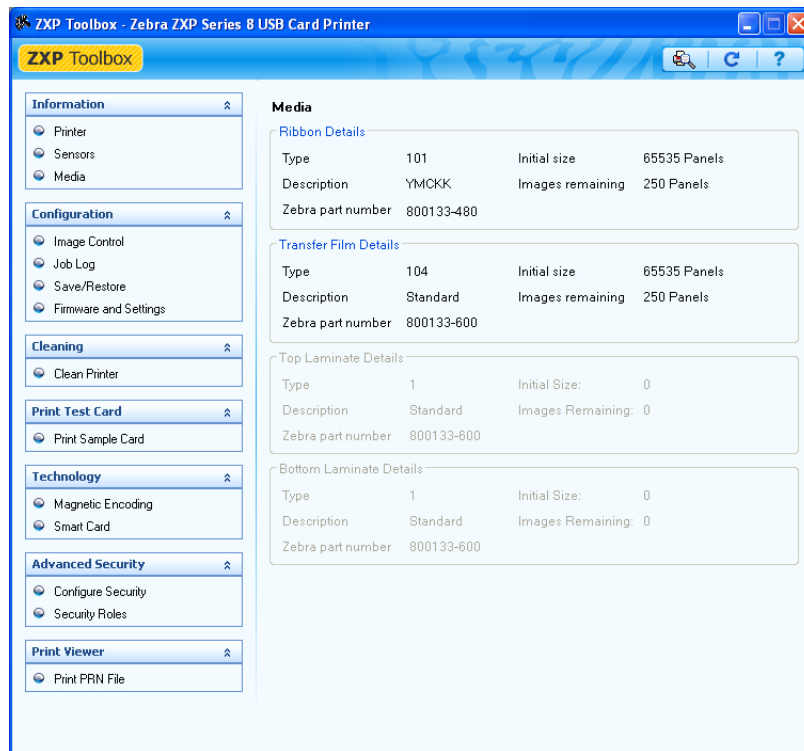 ZXP Toolbox - Zebra ZXP Series 8 USB Card Printer
ZXP Toolbox
?
Information
Printer
Sensors
Media
Configuration
Image Control
Job Log
Save/Restore
Firmware and Settings
Cleaning
Clean Printer
Print Test Card
Print Sample Card
Technology
Magnetic Encoding
Smart Card
Advanced Security
Configure Security
Security Roles
Print Viewer
Print PRN File
Media
Ribbon Details
Type 101 Initial size 65535 Panels
Description YMCKK Images remaining 250 Panels
Zebra part number 800133-480
Transfer Film Details
Type 104 Initial size 65535 Panels
Description Standard Images remaining 250 Panels
Zebra part number 800133-600
Top Laminate Details
Type 1 Initial Size: 0
Description Standard Images Remaining: 0
Zebra part number 800133-600
Bottom Laminate Details
Type 1 Initial Size: 0
Description Standard Images Remaining: 0
Zebra part number 800133-600